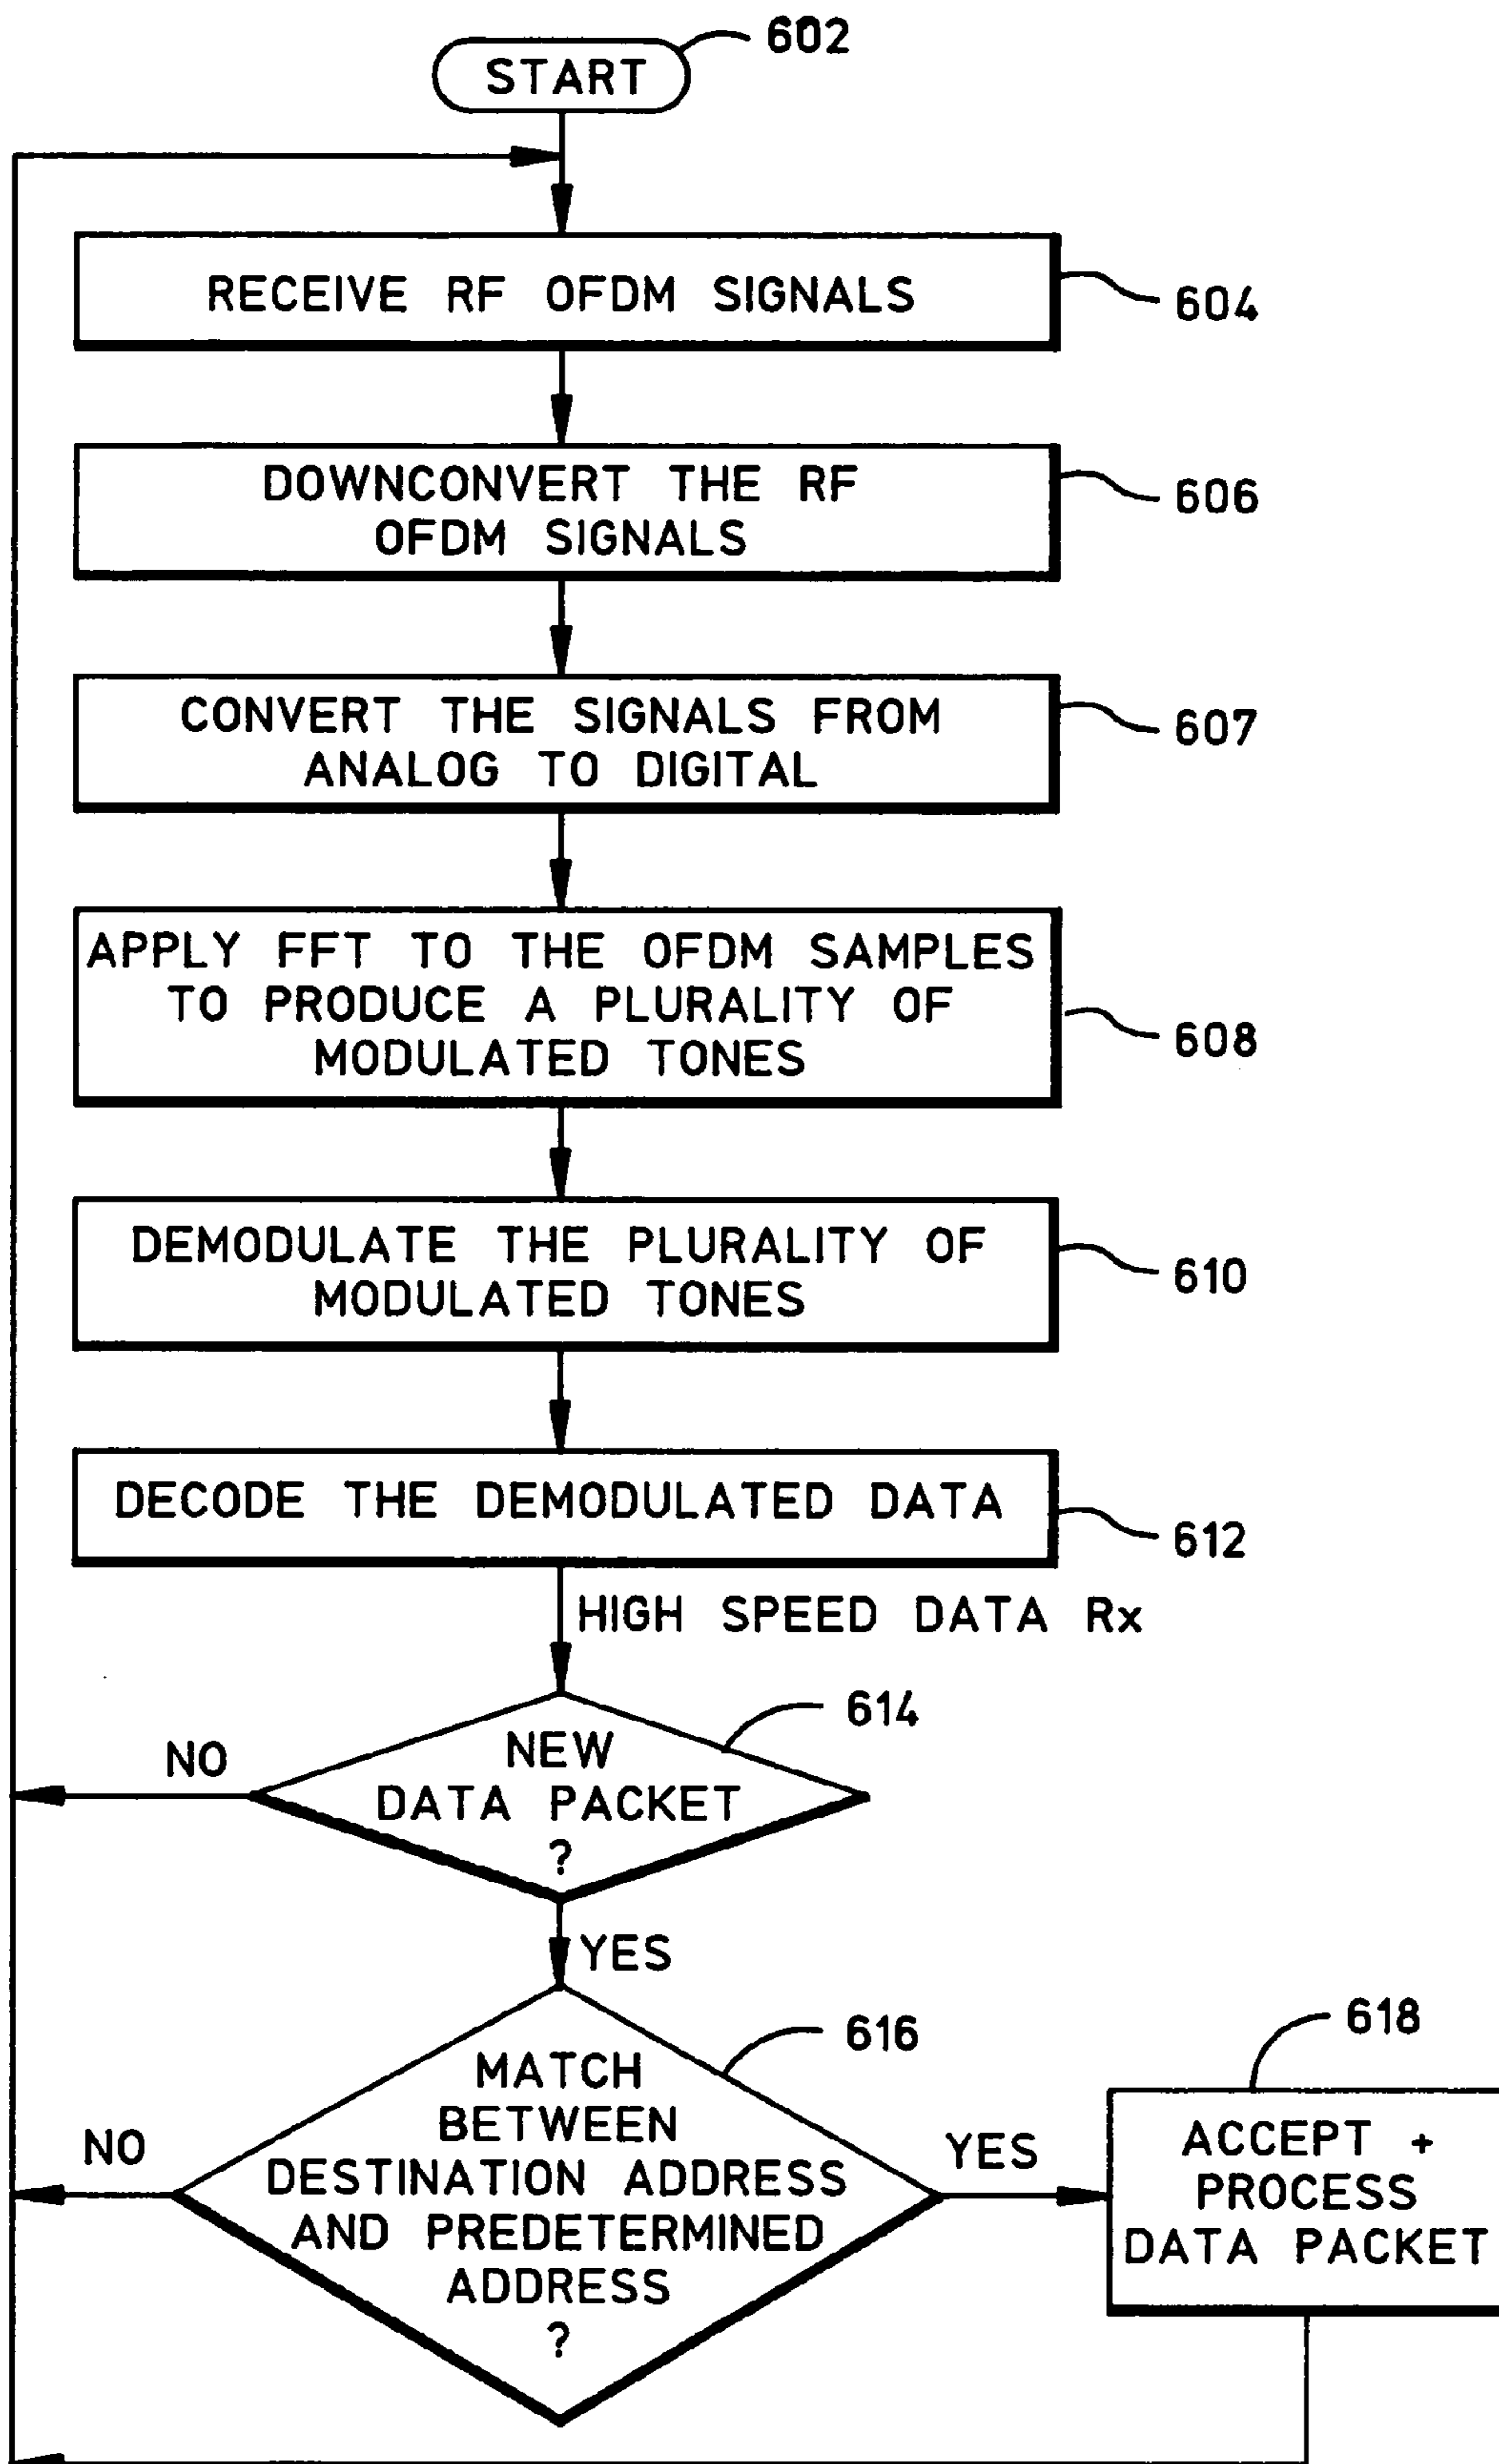 602
START
RECEIVE RF OFDM SIGNALS
604
DOWNCONVERT THE RF
OFDM SIGNALS
606
CONVERT THE SIGNALS FROM
ANALOG TO DIGITAL
607
APPLY FFT TO THE OFDM SAMPLES
TO PRODUCE A PLURALITY OF
MODULATED TONES
608
DEMODULATE THE PLURALITY OF
MODULATED TONES
610
DECODE THE DEMODULATED DATA
612
HIGH SPEED DATA Rx
614
NEW
DATA PACKET
?
NO
YES
616
MATCH
BETWEEN
DESTINATION ADDRESS
AND PREDETERMINED
ADDRESS
?
NO
YES
618
ACCEPT +
PROCESS
DATA PACKET